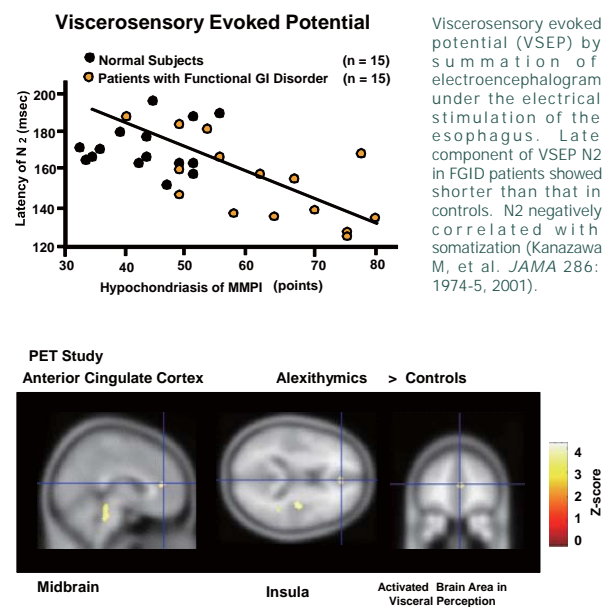 Viscerosensory Evoked Potential
Normal Subjects (n = 15)
Patients with Functional GI Disorder (n = 15)
Latency of N 2 (msec)
200
180
160
140
120
30 40 50 60 70 80
Hypochondriasis of MMPI (points)
Viscerosensory evoked
potential (VSEP) by
summation of
electroencephalogram
under the electrical
stimulation of the
esophagus. Late
component of VSEP N2
in FGID patients showed
shorter than that in
controls. N2 negatively
correlated with
somatization (Kanazawa
M, et al. JAMA 286:
1974-5, 2001).
PET Study
Anterior Cingulate Cortex Alexithymics > Controls
4
3
2
1
0
Z-score
Midbrain
Insula
Activated Brain Area in
Visceral Perception